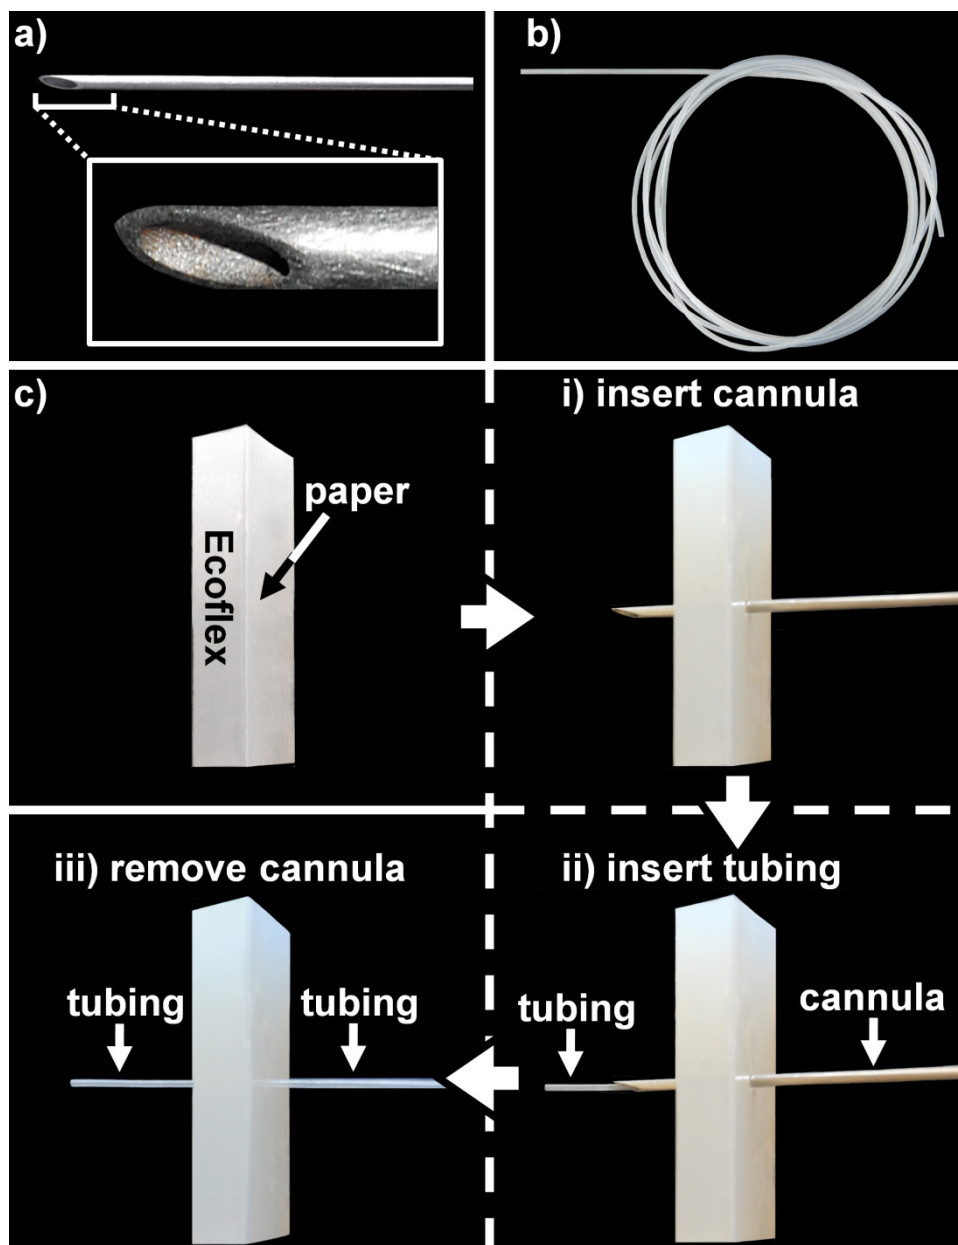 a)
b)
c)
paper
Ecoflex
i) insert cannula
ii) insert tubing
tubing
cannula
iii) remove cannula
tubing
tubing